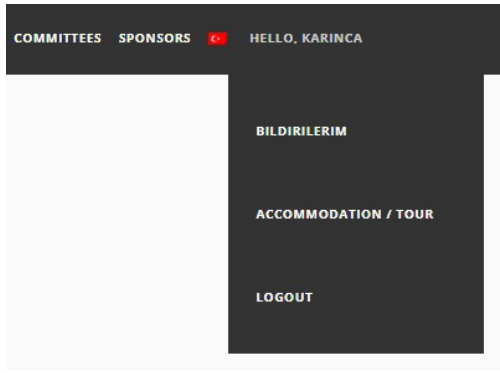 COMMITTEES SPONSORS HELLO, KARINCA
BILDIRILERIM
ACCOMMODATION / TOUR
LOGOUT